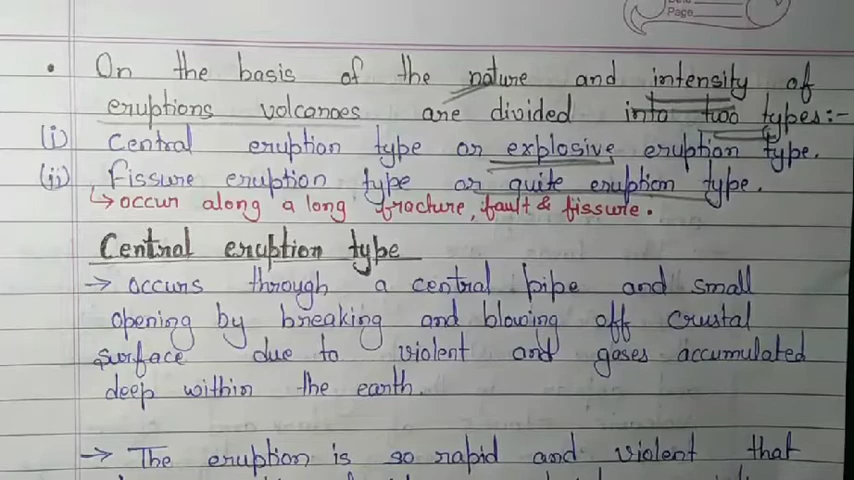 Page
• On the basis of the nature and intensity of
eruptions volcanoes are divided into two types:-
(i) Central eruption type or explosive eruption type.
(ii) Fissure eruption type or quite eruption type.
↳ occur along a long fracture, fault & fissure.
Central eruption type
→ occurs through a central pipe and small
opening by breaking and blowing off crustal
surface due to violent and gases accumulated
deep within the earth.
→ The eruption is so rapid and violent that